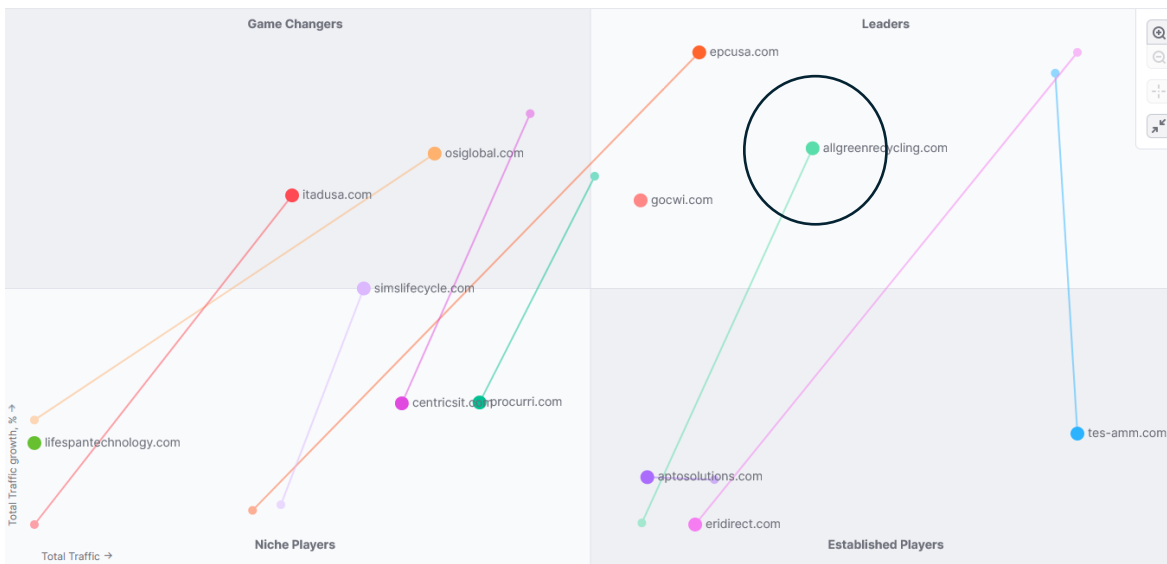 Game Changers
Leaders
epcusa.com
allgreenrecycling.com
osiglobal.com
itadusa.com
gocwi.com
simslifecycle.com
centricsit.com
procurri.com
tes-amm.com
lifespantechnology.com
aptosolutions.com
eridirect.com
Total Traffic growth, % →
Niche Players
Established Players
Total Traffic →